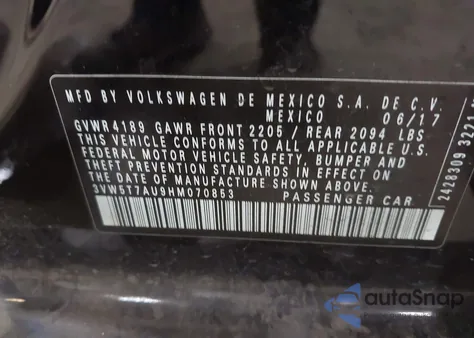 MFD BY VOLKSWAGEN DE MEXICO S.A. DE C.V.
MEXICO 06/17
GVWR 4189 GAWR FRONT 2205 / REAR 2094 LBS
THIS VEHICLE CONFORMS TO ALL APPLICABLE U.S.
FEDERAL MOTOR VEHICLE SAFETY, BUMPER AND
THEFT PREVENTION STANDARDS IN EFFECT ON
THE DATE OF MANUFACTURE SHOWN ABOVE
3VW5T7AU9HM070853 PASSENGER CAR
2428309
autoSnap